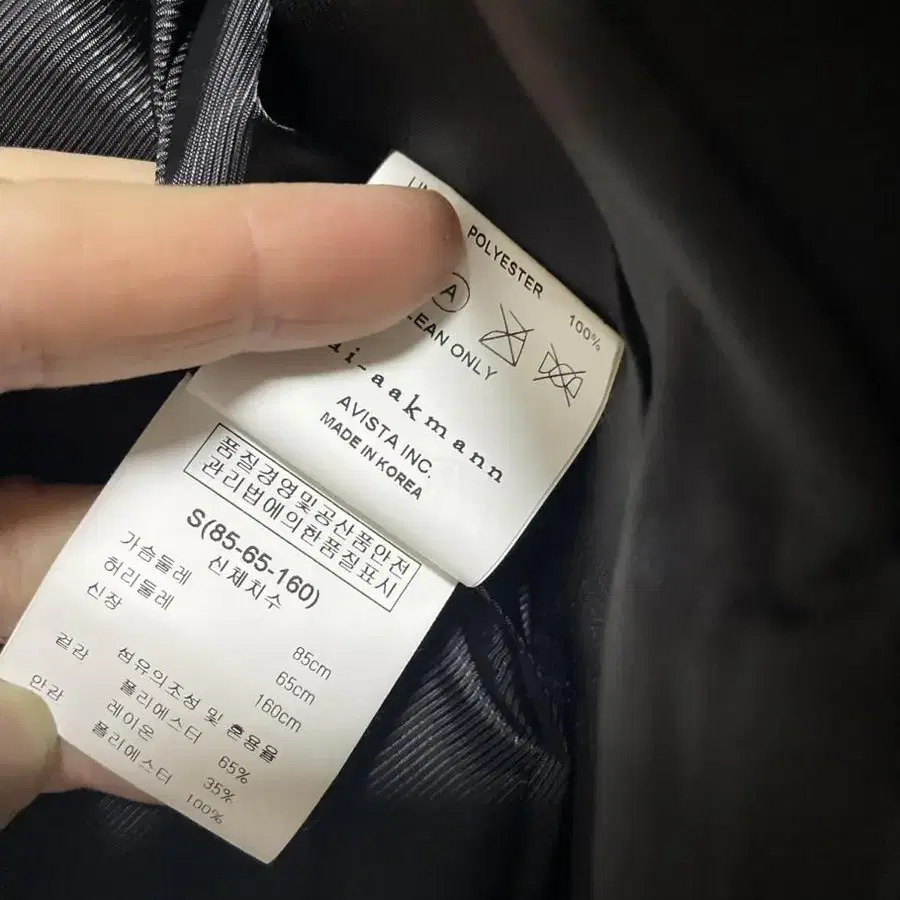 POLYESTER 100%
A
CLEAN ONLY
i-aakmann
AVISTA INC.
MADE IN KOREA
품질경영및공산품안전
관리법에의한품질표시
S(85-65-160)
신체치수
가슴둘레 85cm
허리둘레 65cm
신장 160cm
섬유의조성 및 혼용율
겉감 폴리에스터 65%
레이온 35%
안감 폴리에스터 100%